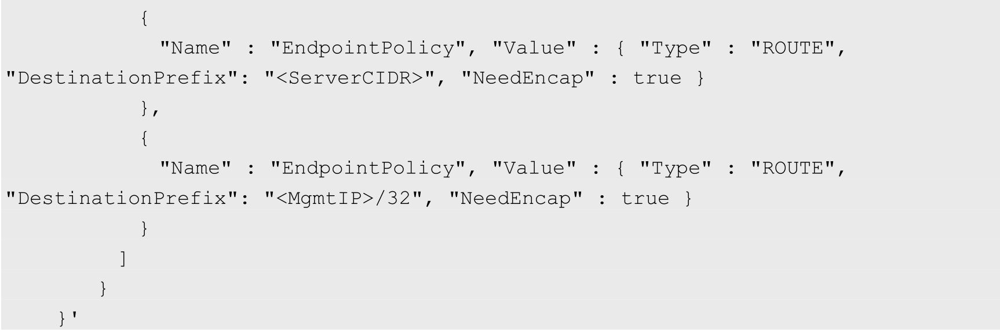 {
"Name" : "EndpointPolicy", "Value" : { "Type" : "ROUTE",
"DestinationPrefix": "<ServerCIDR>", "NeedEncap" : true }
},
{
"Name" : "EndpointPolicy", "Value" : { "Type" : "ROUTE",
"DestinationPrefix": "<MgmtIP>/32", "NeedEncap" : true }
}
]
}
}'